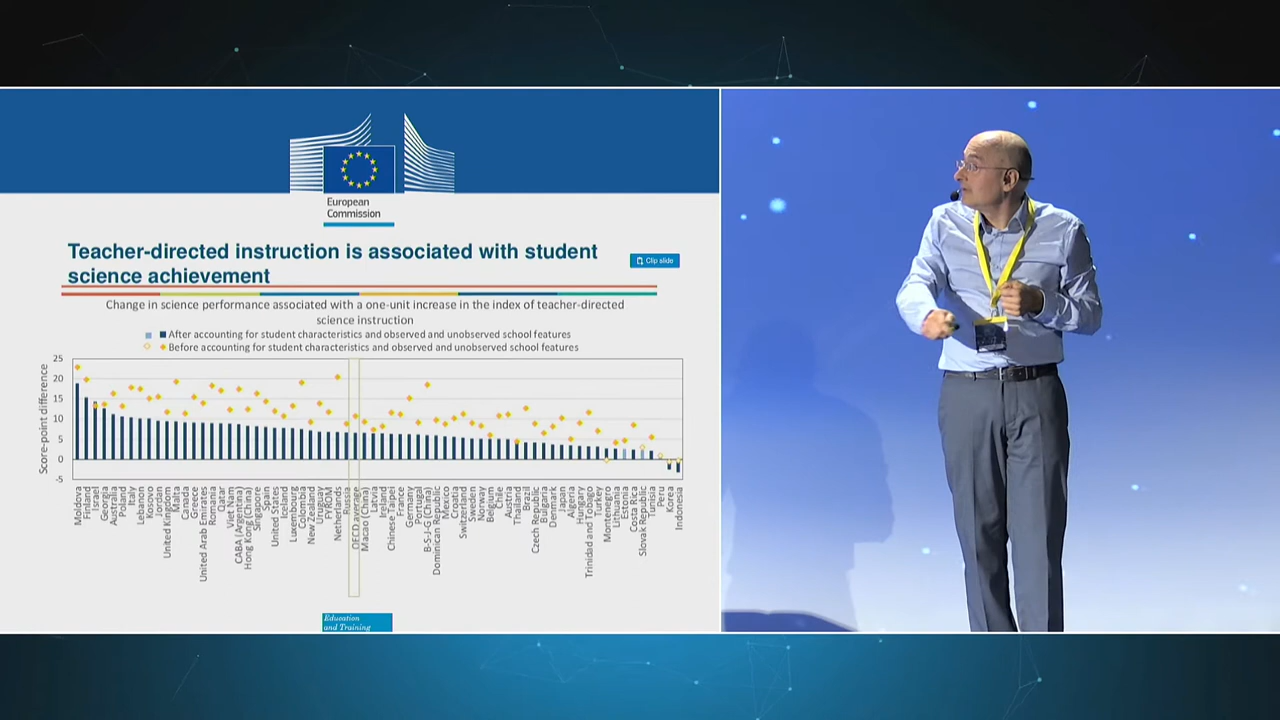 European
Commission
Teacher-directed instruction is associated with student
science achievement
Clip slide
Change in science performance associated with a one-unit increase in the index of teacher-directed
science instruction
After accounting for student characteristics and observed and unobserved school features
Before accounting for student characteristics and observed and unobserved school features
Score-point difference
25
20
15
10
5
0
-5
Moldova
Finland
Israel
Georgia
Australia
Poland
Italy
Lebanon
Kosovo
Jordan
United Kingdom
Malta
Canada
Greece
United Arab Emirates
Romania
Qatar
Viet Nam
CABA (Argentina)
Hong Kong (China)
Singapore
Spain
United States
Iceland
Luxembourg
Colombia
New Zealand
Uruguay
FYROM
Netherlands
Russia
OECD average
Macao (China)
Latvia
Ireland
Chinese Taipei
France
Germany
Portugal
B-S-J-G (China)
Dominican Republic
Mexico
Croatia
Switzerland
Sweden
Norway
Belgium
Chile
Austria
Thailand
Brazil
Czech Republic
Bulgaria
Denmark
Japan
Algeria
Hungary
Trinidad and Tobago
Turkey
Montenegro
Lithuania
Estonia
Costa Rica
Slovak Republic
Tunisia
Peru
Korea
Indonesia
Education
and Training